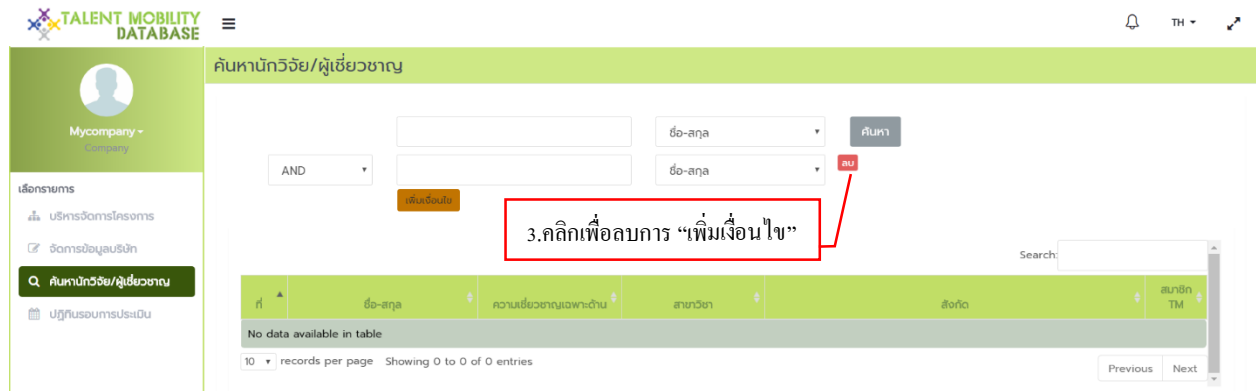 TALENT MOBILITY
DATABASE
TH
ค้นหานักวิจัย/ผู้เชี่ยวชาญ
Mycompany
Company
ชื่อ-สกุล
ค้นหา
AND
ชื่อ-สกุล
ลบ
เพิ่มเงื่อนไข
3.คลิกเพื่อลบการ “เพิ่มเงื่อนไข”
เลือกรายการ
บริหารจัดการโครงการ
จัดการข้อมูลบริษัท
ค้นหานักวิจัย/ผู้เชี่ยวชาญ
ปฏิทินรอบการประเมิน
Search:
ที่ ชื่อ-สกุล ความเชี่ยวชาญเฉพาะด้าน สาขาวิชา สังกัด สมาชิก
TM
No data available in table
10 records per page Showing 0 to 0 of 0 entries
Previous Next